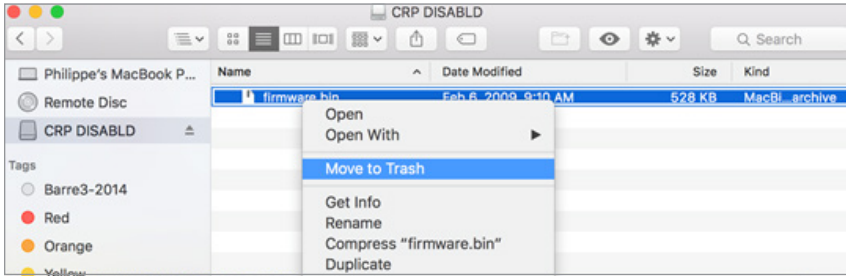 CRP DISABLD
Search
Philippe's MacBook P...
Remote Disc
CRP DISABLD
Tags
Barre3-2014
Red
Orange
Yellow
Name Date Modified Size Kind
firmware.bin Feb 6, 2009, 9:10 AM 528 KB MacBi...archive
Open
Open With
Move to Trash
Get Info
Rename
Compress "firmware.bin"
Duplicate